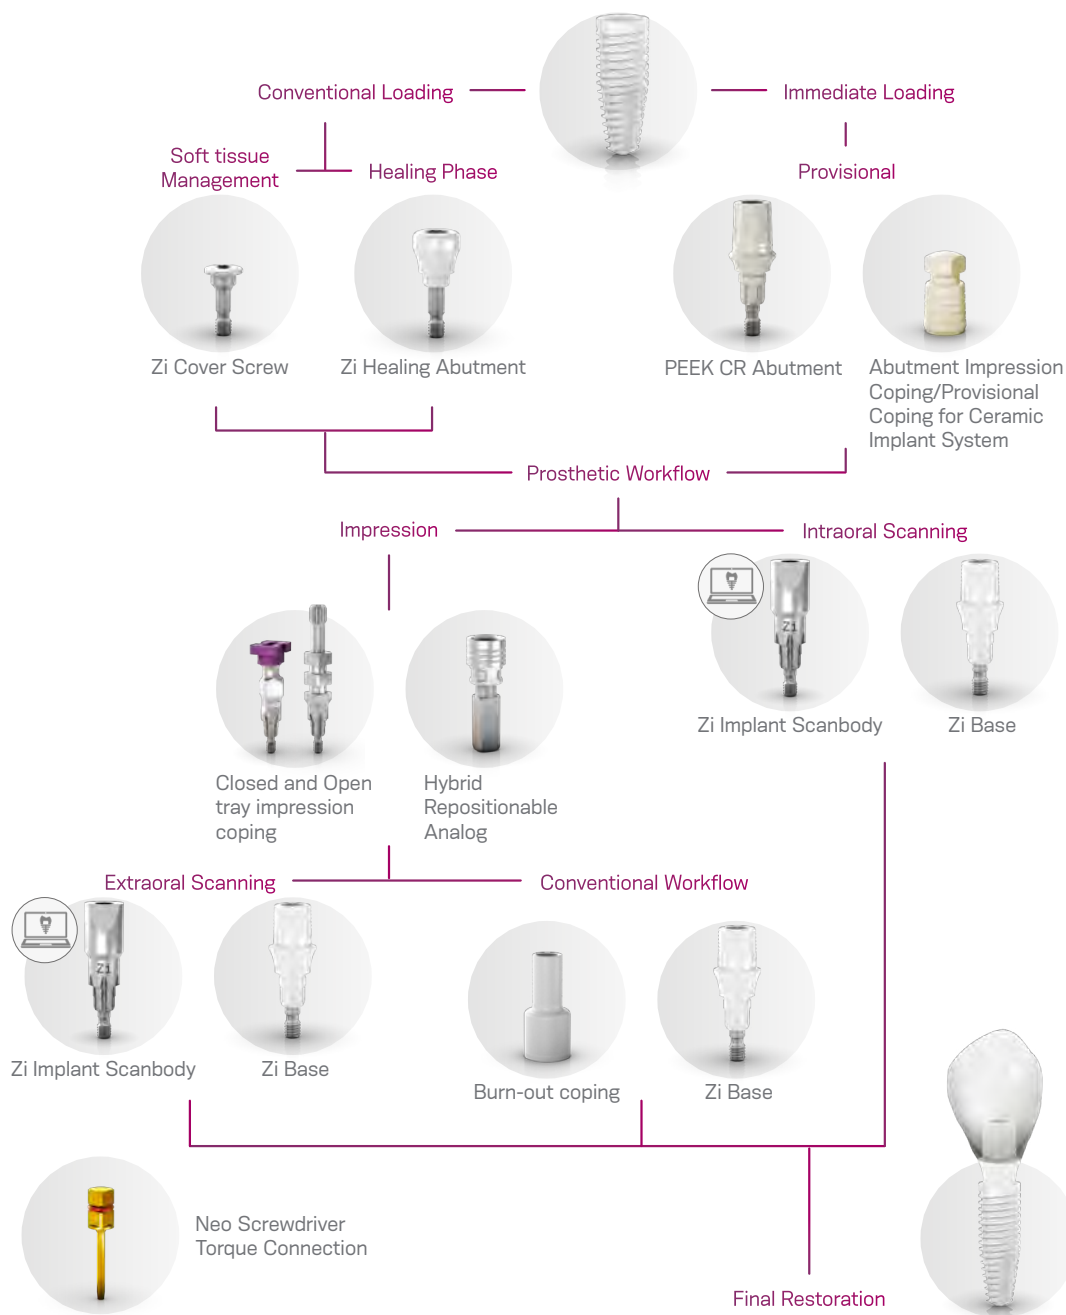 Conventional Loading
Immediate Loading
Soft tissue
Management
Healing Phase
Provisional
Zi Cover Screw
Zi Healing Abutment
PEEK CR Abutment
Abutment Impression
Coping/Provisional
Coping for Ceramic
Implant System
Prosthetic Workflow
Impression
Intraoral Scanning
Zi
Zi Implant Scanbody
Zi Base
Closed and Open
tray impression
coping
Hybrid
Repositionable
Analog
Extraoral Scanning
Conventional Workflow
Zi
Zi Implant Scanbody
Zi Base
Burn-out coping
Zi Base
Neo Screwdriver
Torque Connection
Final Restoration